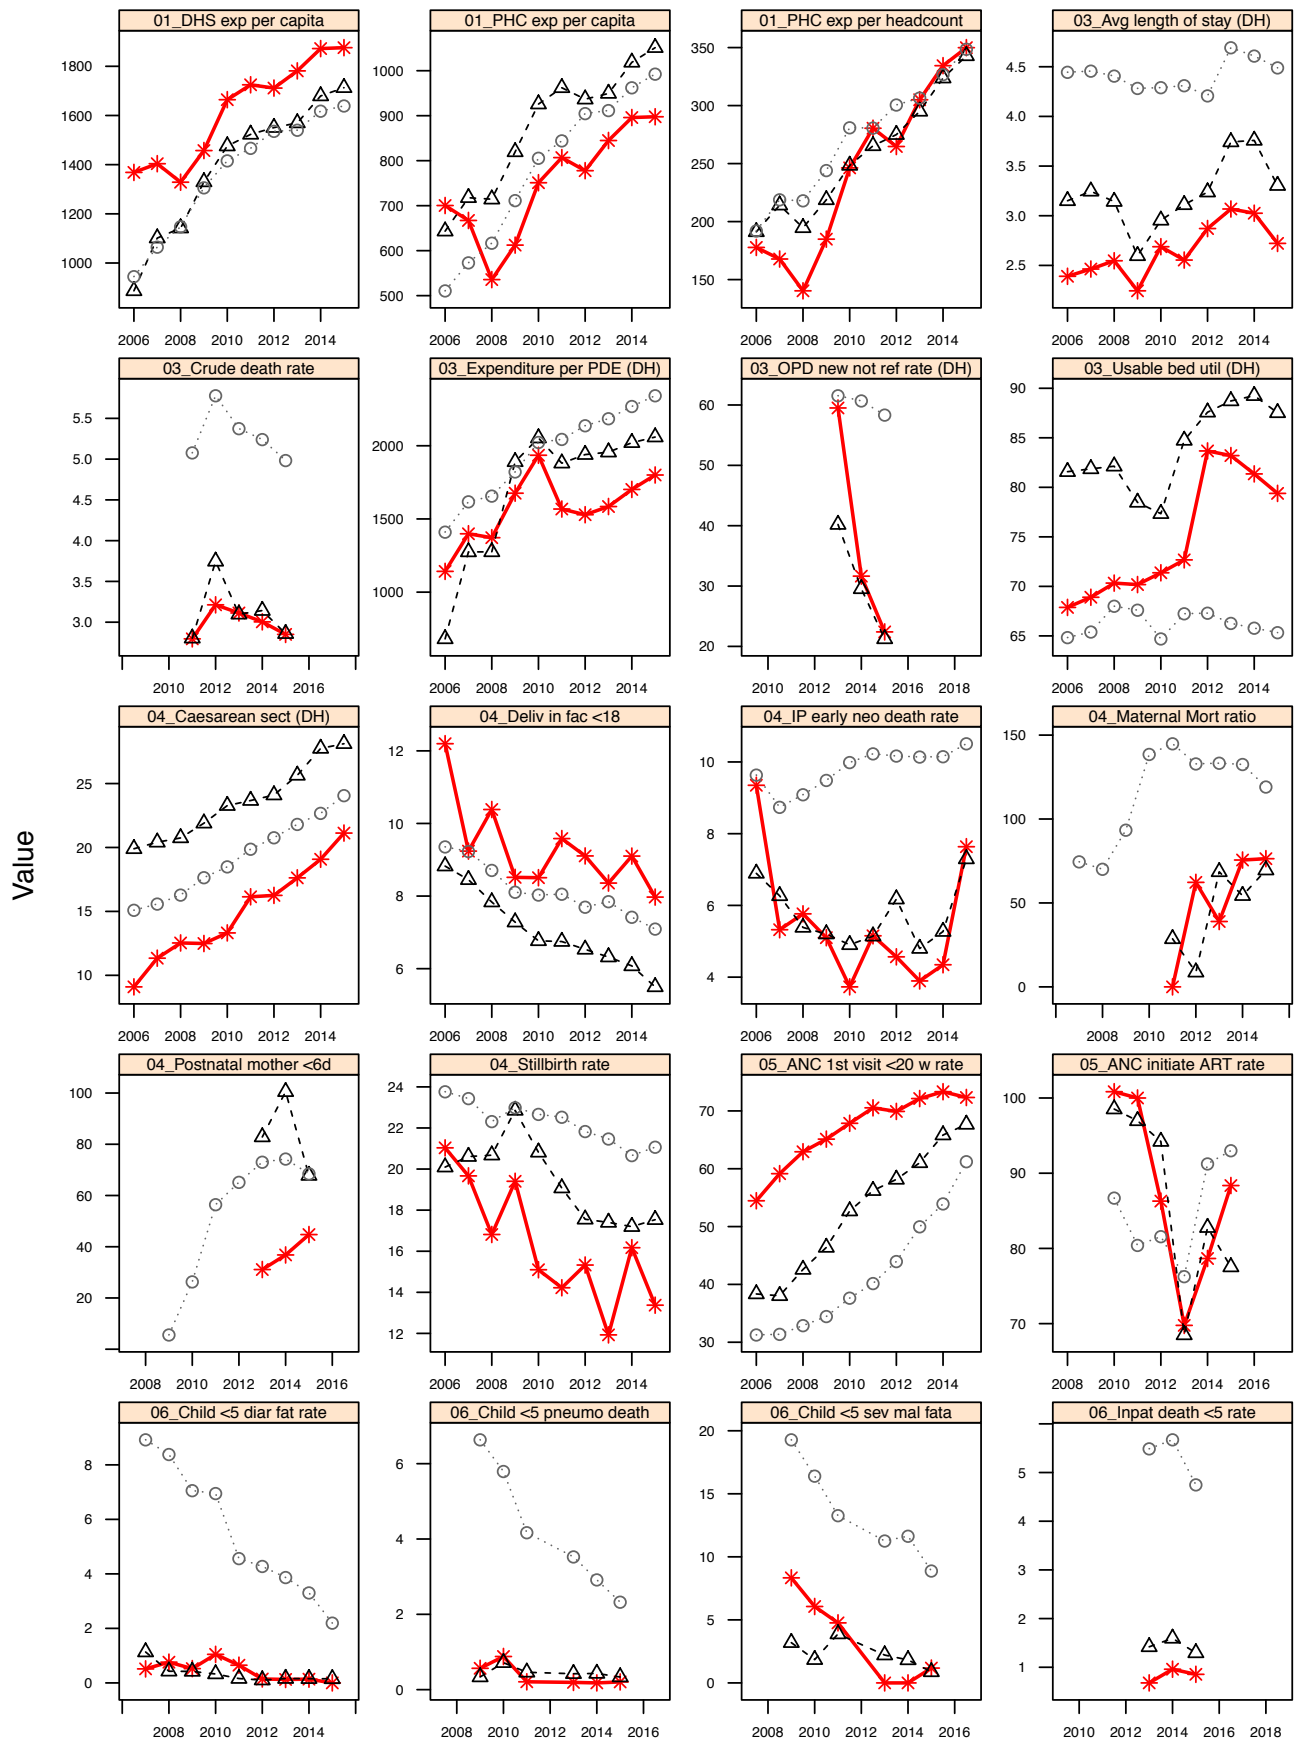 01_DHS exp per capita
01_PHC exp per capita
01_PHC exp per headcount
03_Avg length of stay (DH)
1800
1600
1400
1200
1000
1000
900
800
700
600
500
350
300
250
200
150
4.5
4.0
3.5
3.0
2.5
2006 2008 2010 2012 2014
2006 2008 2010 2012 2014
2006 2008 2010 2012 2014
2006 2008 2010 2012 2014
03_Crude death rate
03_Expenditure per PDE (DH)
03_OPD new not ref rate (DH)
03_Usable bed util (DH)
5.5
5.0
4.5
4.0
3.5
3.0
2000
1500
1000
60
50
40
30
20
90
85
80
75
70
65
2010 2012 2014 2016
2006 2008 2010 2012 2014
2010 2012 2014 2016 2018
2006 2008 2010 2012 2014
Value
04_Caesarean sect (DH)
04_Deliv in fac <18
04_IP early neo death rate
04_Maternal Mort ratio
25
20
15
10
12
10
8
6
10
8
6
4
150
100
50
0
2006 2008 2010 2012 2014
2006 2008 2010 2012 2014
2006 2008 2010 2012 2014
2008 2010 2012 2014
04_Postnatal mother <6d
04_Stillbirth rate
05_ANC 1st visit <20 w rate
05_ANC initiate ART rate
100
80
60
40
20
24
22
20
18
16
14
12
70
60
50
40
30
100
90
80
70
2008 2010 2012 2014 2016
2006 2008 2010 2012 2014
2006 2008 2010 2012 2014
2008 2010 2012 2014 2016
06_Child <5 diar fat rate
06_Child <5 pneumo death
06_Child <5 sev mal fata
06_Inpat death <5 rate
8
6
4
2
0
6
4
2
0
20
15
10
5
0
5
4
3
2
1
2008 2010 2012 2014
2008 2010 2012 2014 2016
2008 2010 2012 2014 2016
2010 2012 2014 2016 2018